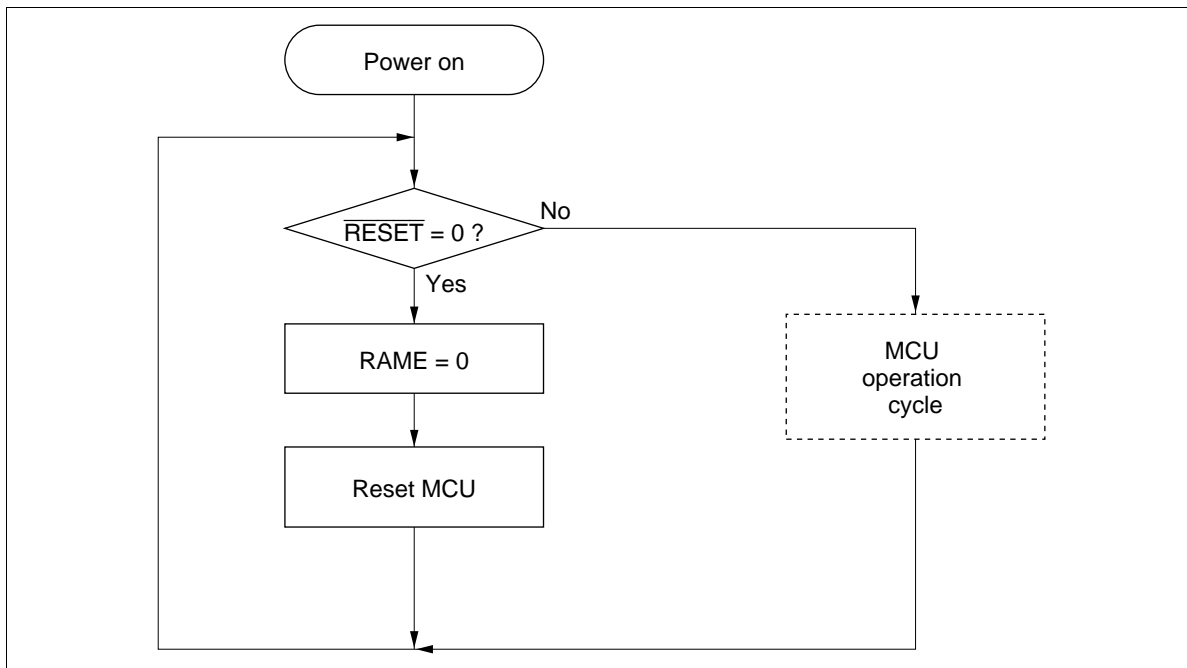 Power on
RESET = 0 ?
No
Yes
RAME = 0
MCU
operation
cycle
Reset MCU